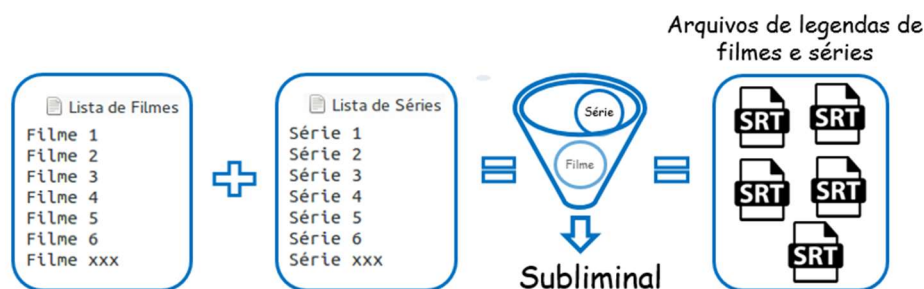 Lista de Filmes
Filme 1
Filme 2
Filme 3
Filme 4
Filme 5
Filme 6
Filme xxx
Lista de Séries
Série 1
Série 2
Série 3
Série 4
Série 5
Série 6
Série xxx
Série
Filme
Subliminal
Arquivos de legendas de
filmes e séries
SRT
SRT
SRT
SRT
SRT